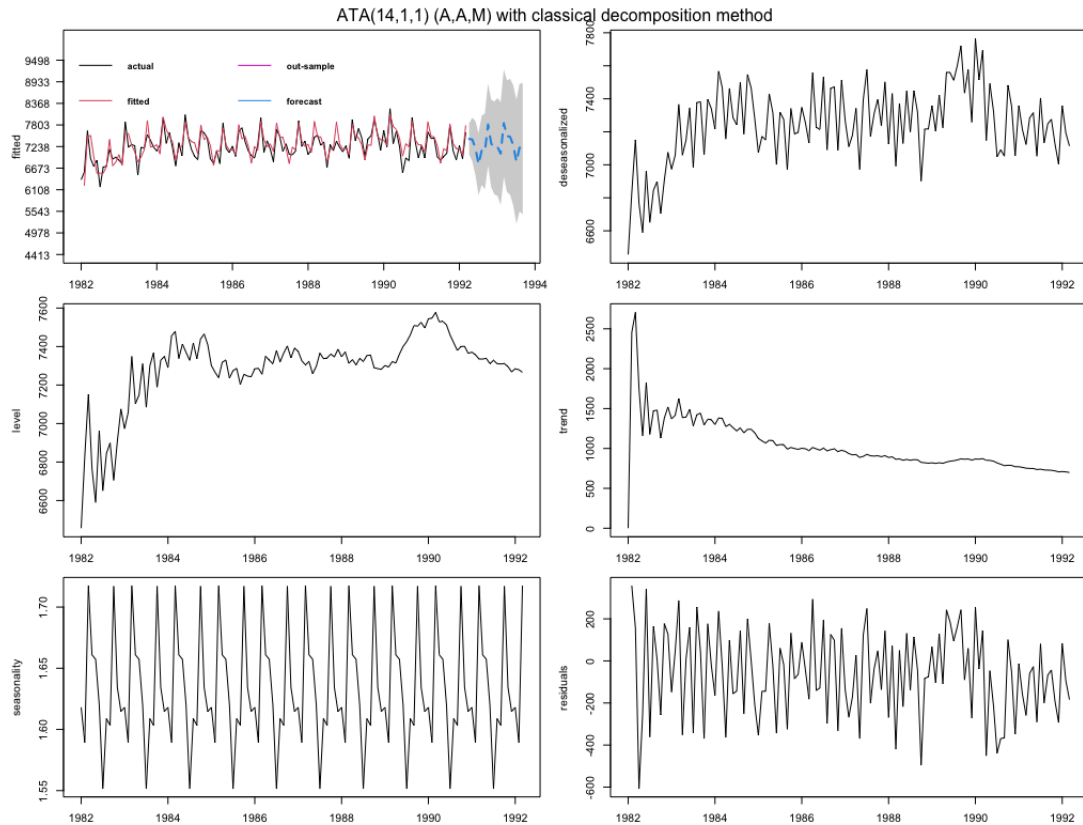 ATA(14,1,1) (A,A,M) with classical decomposition method
fitted
9498
8933
8368
7803
7238
6673
6108
5543
4978
4413
actual
out-sample
fitted
forecast
1982 1984 1986 1988 1990 1992 1994
deseasonalized
7800
7400
7000
6600
1982 1984 1986 1988 1990 1992
level
7600
7400
7200
7000
6800
6600
1982 1984 1986 1988 1990 1992
trend
2500
2000
1500
1000
500
0
1982 1984 1986 1988 1990 1992
seasonality
1.70
1.65
1.60
1.55
1982 1984 1986 1988 1990 1992
residuals
200
0
-200
-400
-600
1982 1984 1986 1988 1990 1992